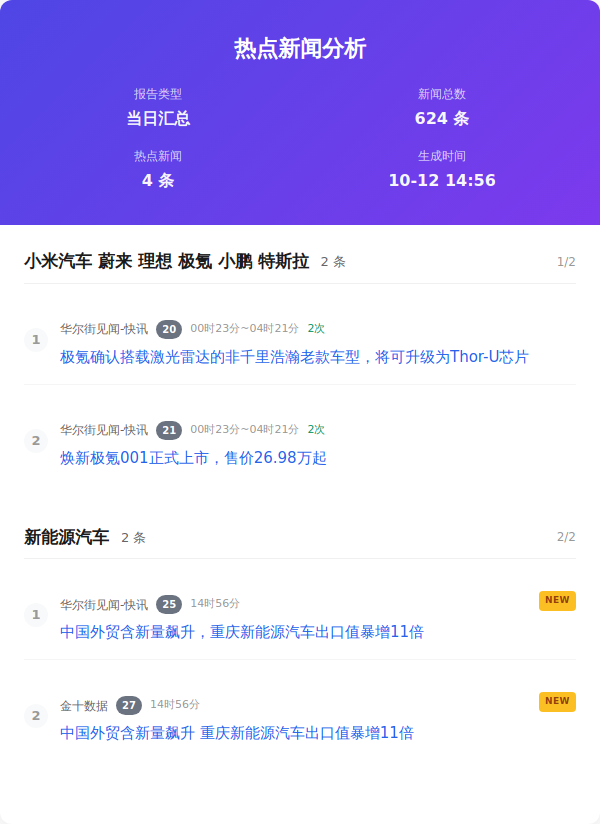 热点新闻分析
报告类型
新闻总数
当日汇总
624 条
热点新闻
生成时间
4 条
10-12 14:56
小米汽车 蔚来 理想 极氪 小鹏 特斯拉 2 条 1/2
1
华尔街见闻-快讯 20 00时23分~04时21分 2次
极氪确认搭载激光雷达的非千里浩瀚老款车型，将可升级为Thor-U芯片
2
华尔街见闻-快讯 21 00时23分~04时21分 2次
焕新极氪001正式上市，售价26.98万起
新能源汽车 2 条 2/2
1
华尔街见闻-快讯 25 14时56分 NEW
中国外贸含新量飙升，重庆新能源汽车出口值暴增11倍
2
金十数据 27 14时56分 NEW
中国外贸含新量飙升 重庆新能源汽车出口值暴增11倍